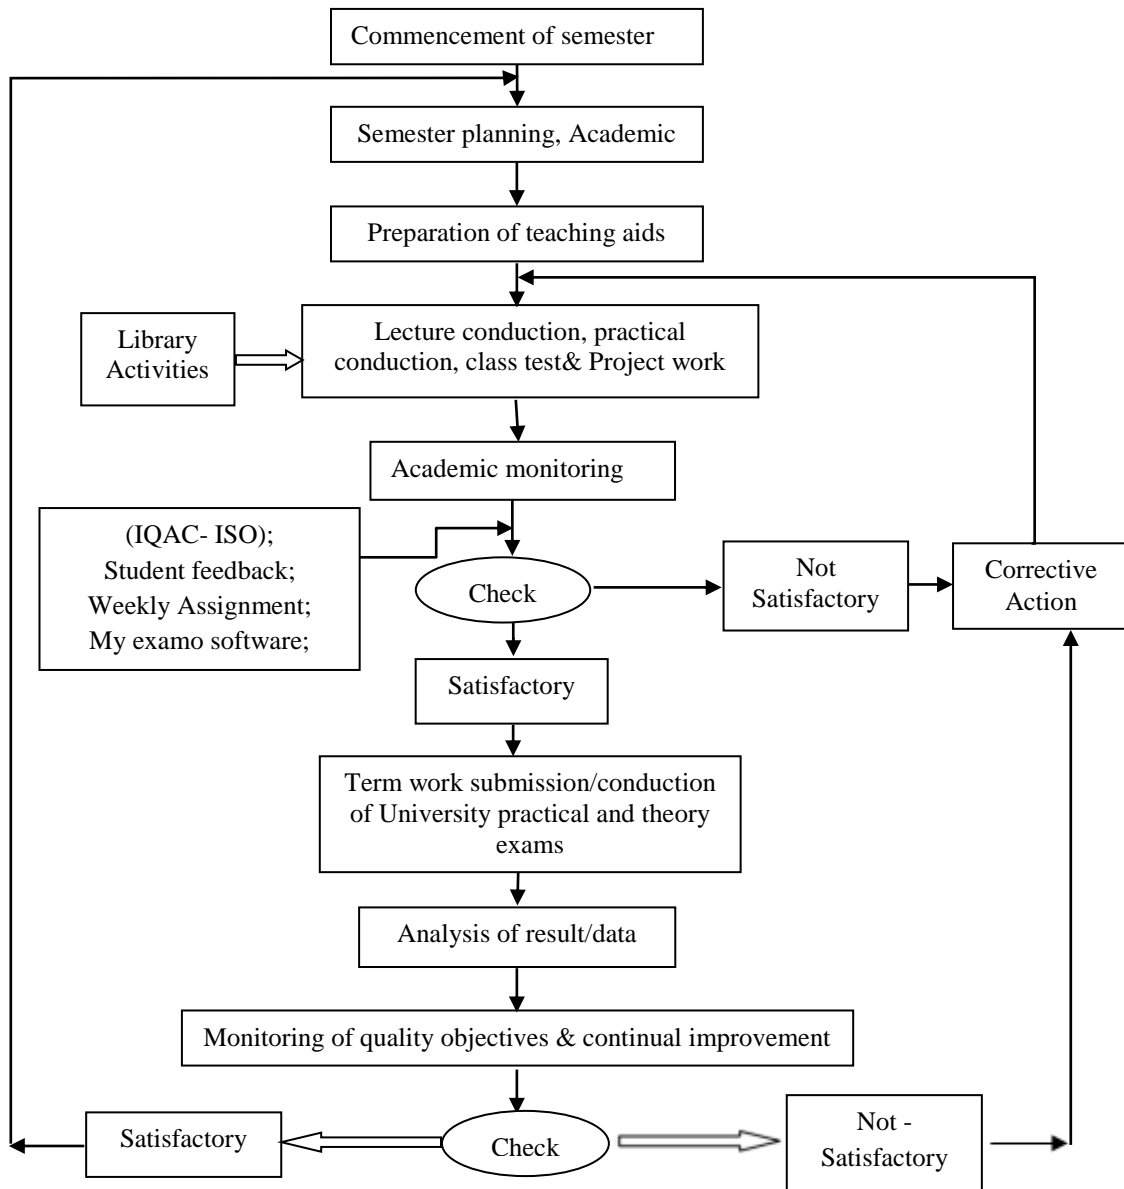 Commencement of semester
Semester planning, Academic
Preparation of teaching aids
Library
Activities
Lecture conduction, practical
conduction, class test& Project work
Academic monitoring
(IQAC- ISO);
Student feedback;
Weekly Assignment;
My examo software;
Check
Not
Satisfactory
Corrective
Action
Satisfactory
Term work submission/conduction
of University practical and theory
exams
Analysis of result/data
Monitoring of quality objectives & continual improvement
Satisfactory
Check
Not -
Satisfactory